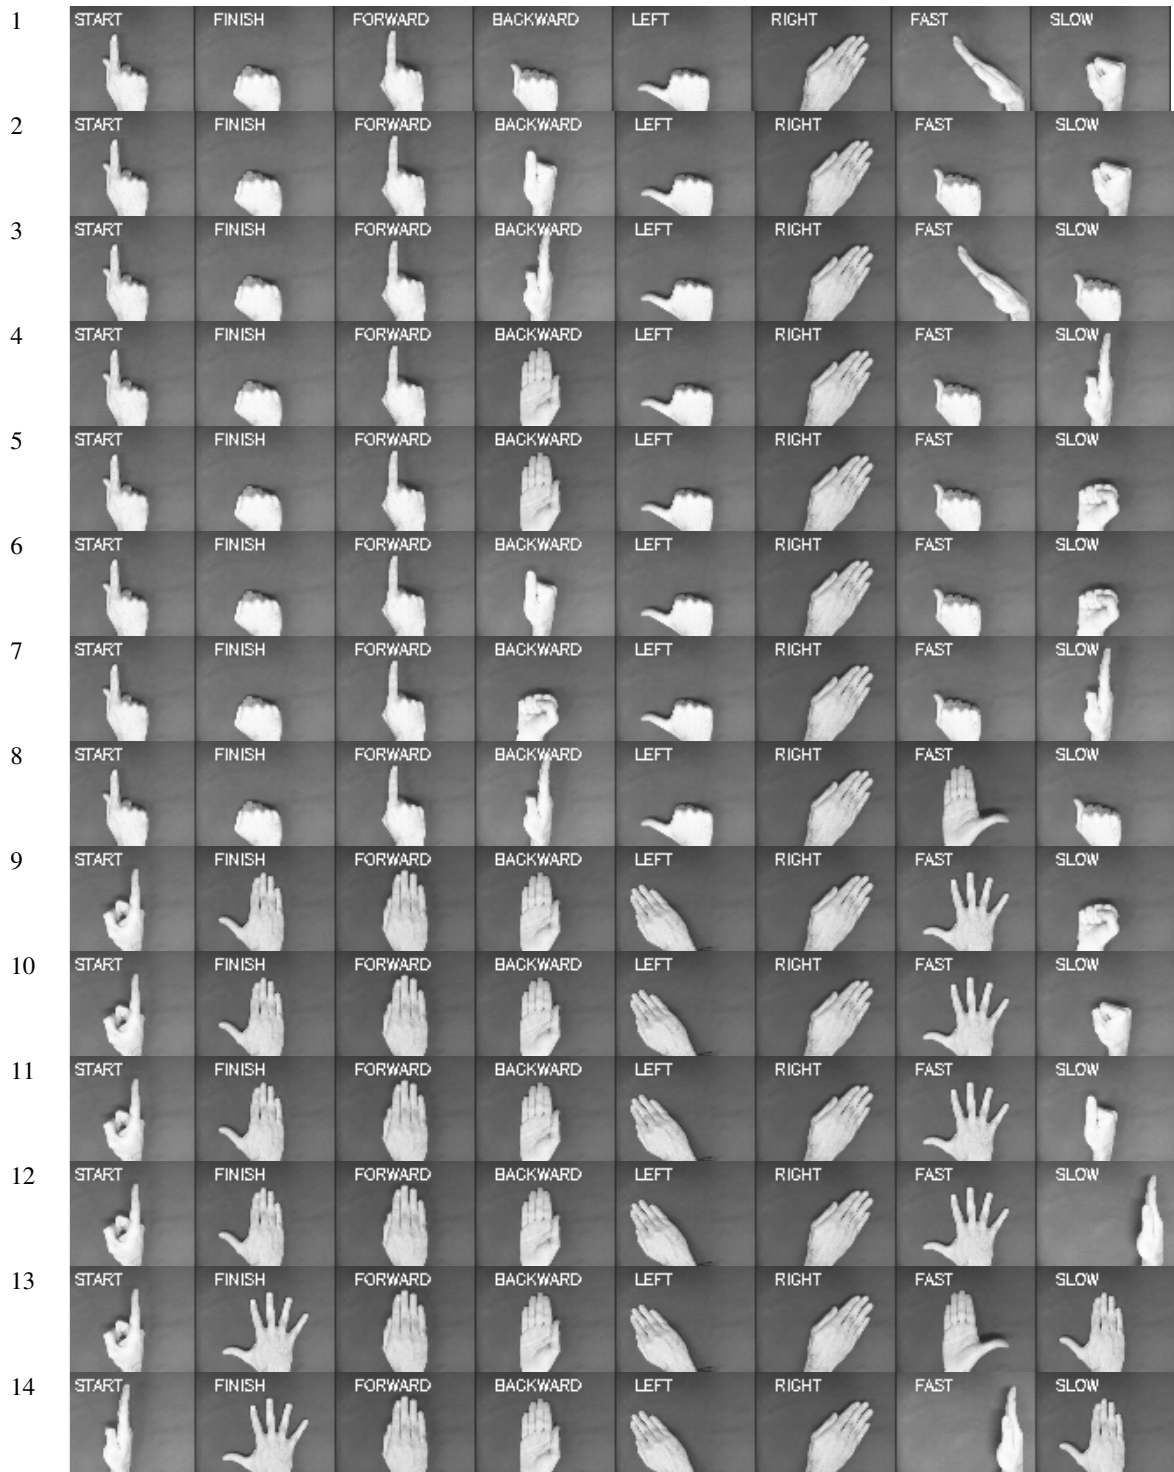 1 START FINISH FORWARD BACKWARD LEFT RIGHT FAST SLOW
2 START FINISH FORWARD BACKWARD LEFT RIGHT FAST SLOW
3 START FINISH FORWARD BACKWARD LEFT RIGHT FAST SLOW
4 START FINISH FORWARD BACKWARD LEFT RIGHT FAST SLOW
5 START FINISH FORWARD BACKWARD LEFT RIGHT FAST SLOW
6 START FINISH FORWARD BACKWARD LEFT RIGHT FAST SLOW
7 START FINISH FORWARD BACKWARD LEFT RIGHT FAST SLOW
8 START FINISH FORWARD BACKWARD LEFT RIGHT FAST SLOW
9 START FINISH FORWARD BACKWARD LEFT RIGHT FAST SLOW
10 START FINISH FORWARD BACKWARD LEFT RIGHT FAST SLOW
11 START FINISH FORWARD BACKWARD LEFT RIGHT FAST SLOW
12 START FINISH FORWARD BACKWARD LEFT RIGHT FAST SLOW
13 START FINISH FORWARD BACKWARD LEFT RIGHT FAST SLOW
14 START FINISH FORWARD BACKWARD LEFT RIGHT FAST SLOW